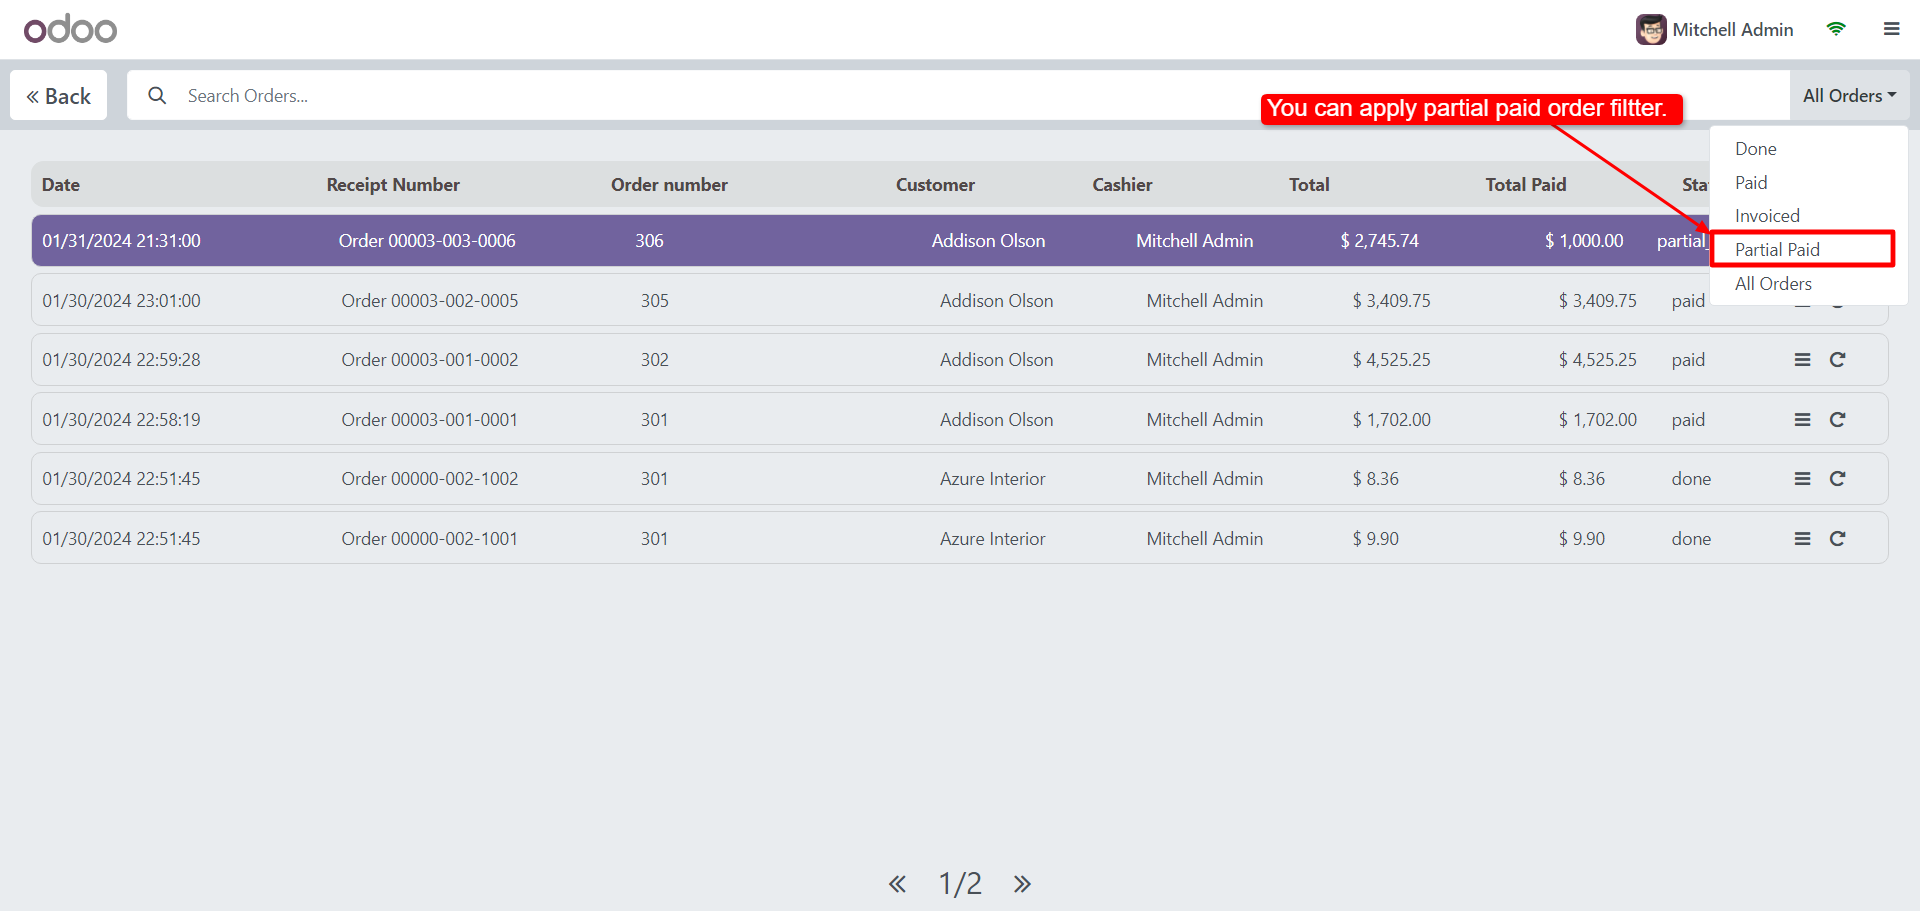 odoo
Mitchell Admin
Back
Search Orders...
All Orders
You can apply partial paid order filtter.
Done
Paid
Invoiced
Partial Paid
All Orders
Date Receipt Number Order number Customer Cashier Total Total Paid
01/31/2024 21:31:00 Order 00003-003-0006 306 Addison Olson Mitchell Admin $ 2,745.74 $ 1,000.00 partial_
01/30/2024 23:01:00 Order 00003-002-0005 305 Addison Olson Mitchell Admin $ 3,409.75 $ 3,409.75 paid
01/30/2024 22:59:28 Order 00003-001-0002 302 Addison Olson Mitchell Admin $ 4,525.25 $ 4,525.25 paid
01/30/2024 22:58:19 Order 00003-001-0001 301 Addison Olson Mitchell Admin $ 1,702.00 $ 1,702.00 paid
01/30/2024 22:51:45 Order 00000-002-1002 301 Azure Interior Mitchell Admin $ 8.36 $ 8.36 done
01/30/2024 22:51:45 Order 00000-002-1001 301 Azure Interior Mitchell Admin $ 9.90 $ 9.90 done
1/2